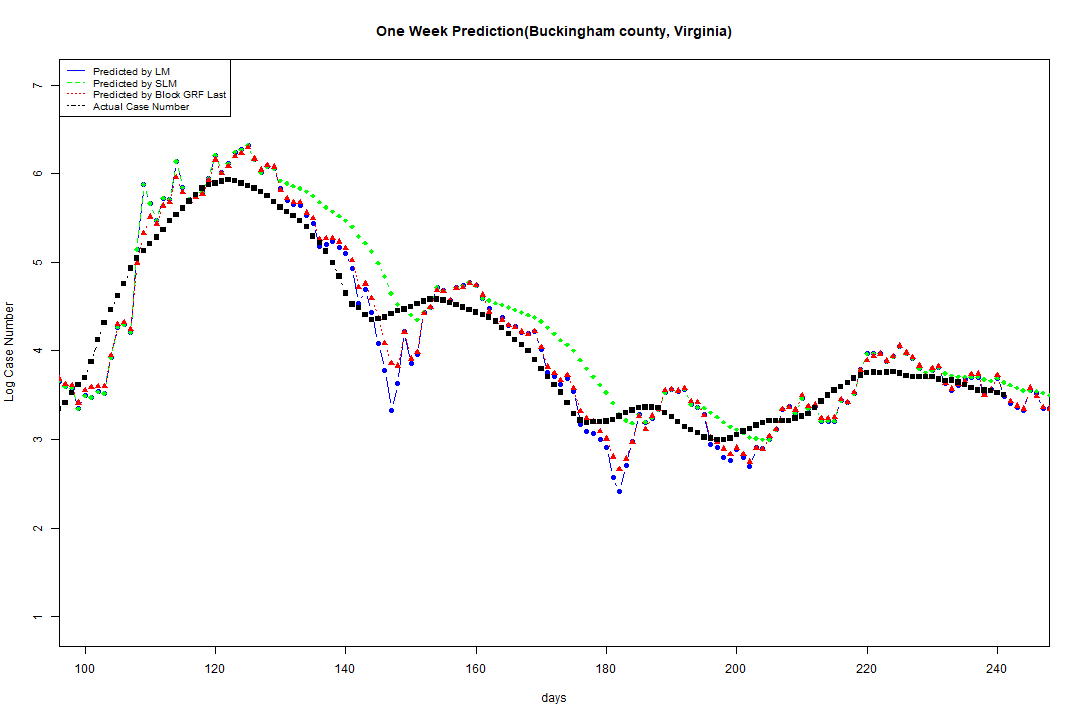 One Week Prediction(Buckingham county, Virginia)
Predicted by LM
Predicted by SLM
Predicted by Block GRF Last
Actual Case Number
7
6
5
4
3
2
1
Log Case Number
100 120 140 160 180 200 220 240
days